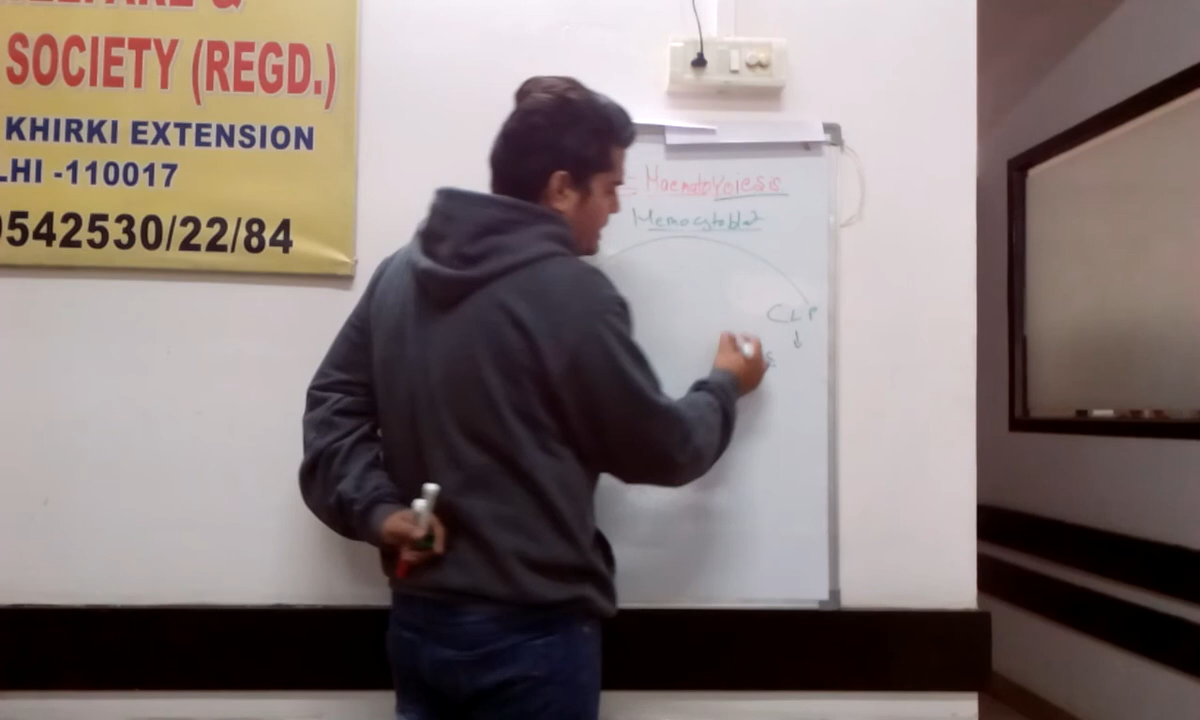 SOCIETY (REGD.)
KHIRKI EXTENSION
LHI -110017
9542530/22/84
Haematopoiesis
Hemocytoblast
CLP